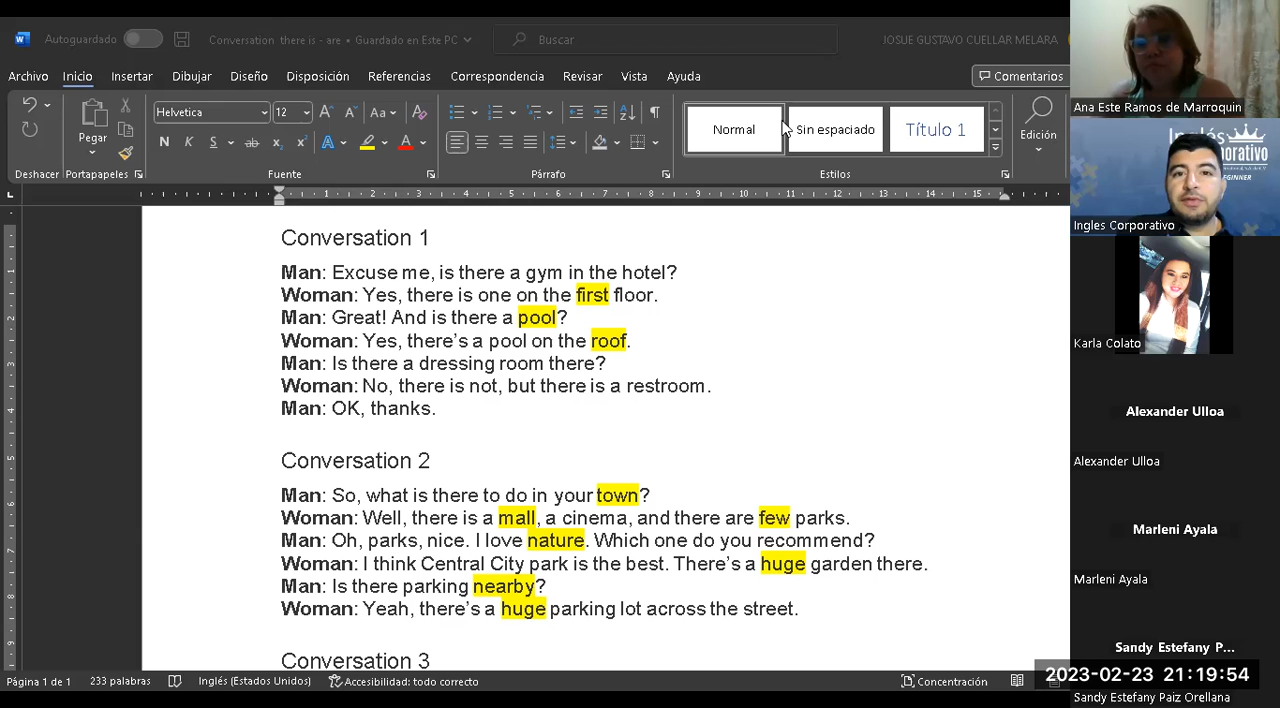 Autoguardado
Conversation there is - are • Guardado en Este PC
Buscar
JOSUE GUSTAVO CUELLAR MELARA
Archivo Inicio Insertar Dibujar Diseño Disposición Referencias Correspondencia Revisar Vista Ayuda Comentarios
Pegar
Helvetica 12
Normal
Sin espaciado
Título 1
Edición
Deshacer Portapapeles Fuente Párrafo Estilos
Conversation 1
Man: Excuse me, is there a gym in the hotel?
Woman: Yes, there is one on the first floor.
Man: Great! And is there a pool?
Woman: Yes, there's a pool on the roof.
Man: Is there a dressing room there?
Woman: No, there is not, but there is a restroom.
Man: OK, thanks.
Conversation 2
Man: So, what is there to do in your town?
Woman: Well, there is a mall, a cinema, and there are few parks.
Man: Oh, parks, nice. I love nature. Which one do you recommend?
Woman: I think Central City park is the best. There's a huge garden there.
Man: Is there parking nearby?
Woman: Yeah, there's a huge parking lot across the street.
Conversation 3
Página 1 de 1 233 palabras Inglés (Estados Unidos) Accesibilidad: todo correcto Concentración
Ana Este Ramos de Marroquin
Inglés
BEGINNER
Ingles Corporativo
Karla Colato
Alexander Ulloa
Alexander Ulloa
Marleni Ayala
Marleni Ayala
Sandy Estefany P...
2023-02-23 21:19:54
Sandy Estefany Paiz Orellana